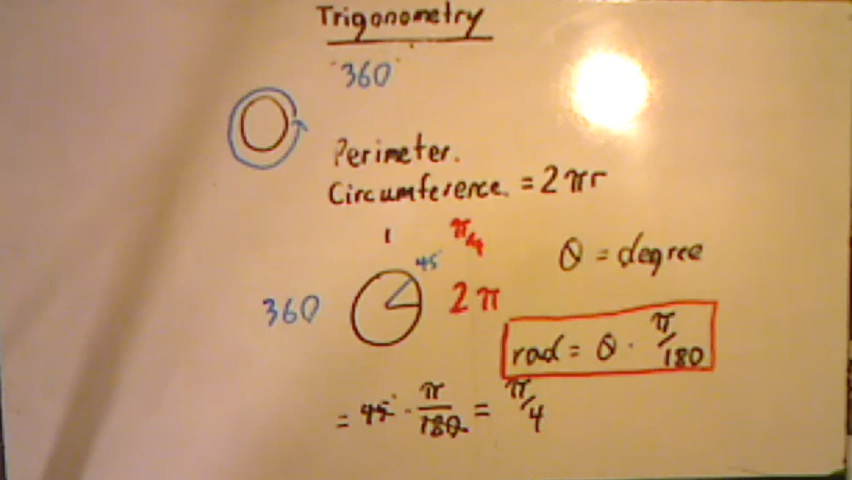 Trigonometry
360
Perimeter.
Circumference. = 2πr
1
π/4
45
θ = degree
360
2π
rad = θ · π/180
= 45° · π/180 = π/4